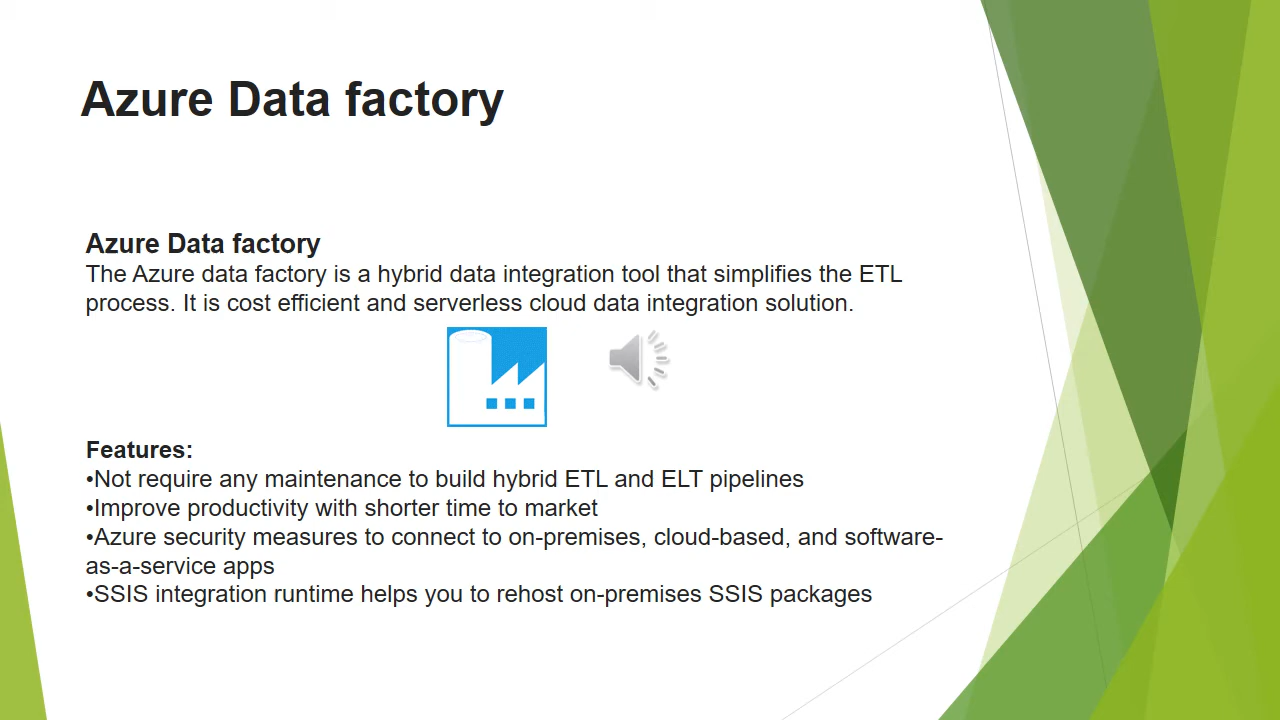 Azure Data factory
Azure Data factory
The Azure data factory is a hybrid data integration tool that simplifies the ETL
process. It is cost efficient and serverless cloud data integration solution.
Features:
•Not require any maintenance to build hybrid ETL and ELT pipelines
•Improve productivity with shorter time to market
•Azure security measures to connect to on-premises, cloud-based, and software-
as-a-service apps
•SSIS integration runtime helps you to rehost on-premises SSIS packages